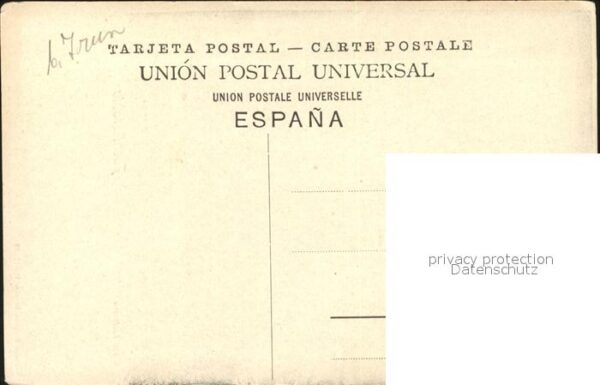 Irun
TARJETA POSTAL — CARTE POSTALE
UNIÓN POSTAL UNIVERSAL
UNION POSTALE UNIVERSELLE
ESPAÑA
privacy protection
Datenschutz